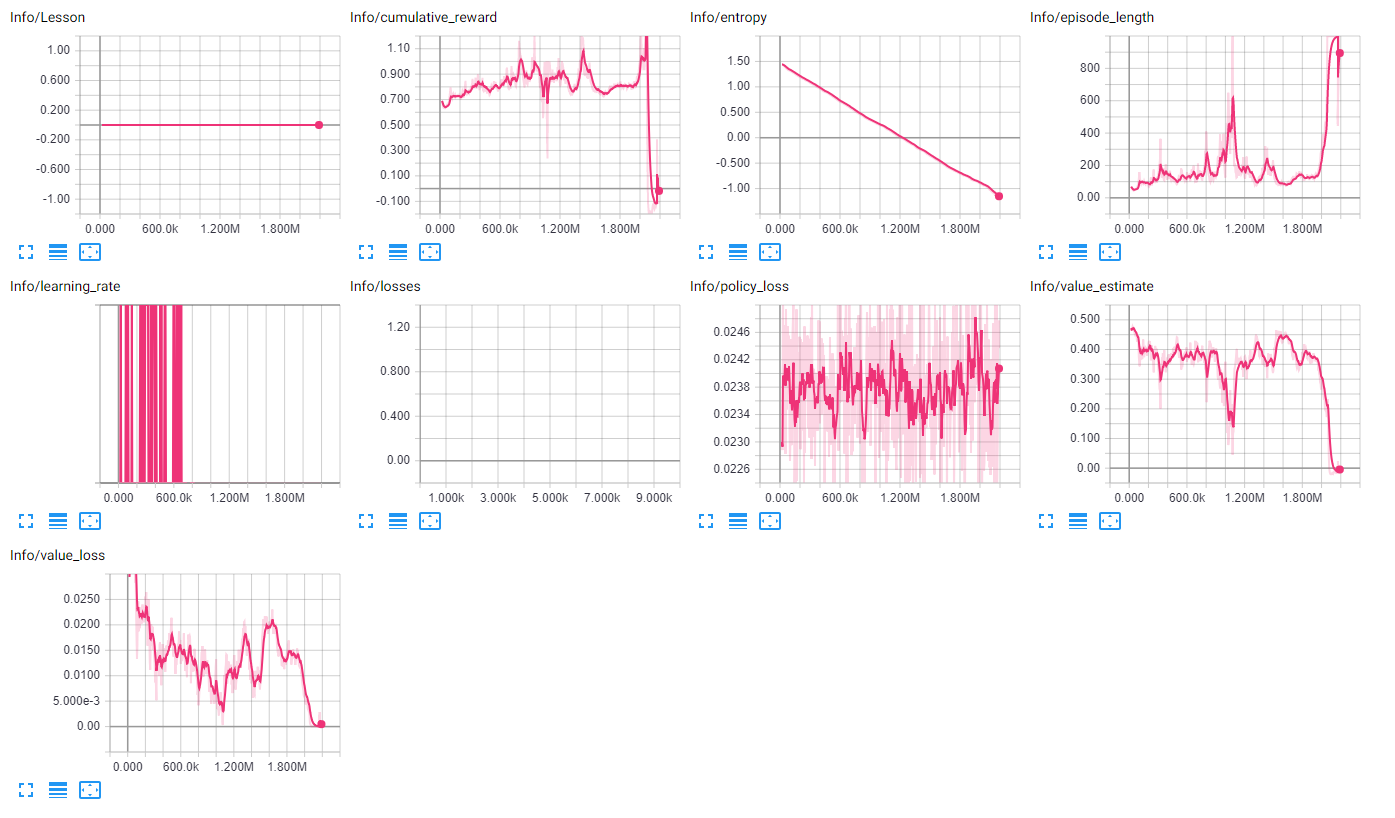 Info/Lesson
1.00
0.600
0.200
-0.200
-0.600
-1.00
0.000 600.0k 1.200M 1.800M
Info/cumulative_reward
1.10
0.900
0.700
0.500
0.300
0.100
-0.100
0.000 600.0k 1.200M 1.800M
Info/entropy
1.50
1.00
0.500
0.00
-0.500
-1.00
0.000 600.0k 1.200M 1.800M
Info/episode_length
800
600
400
200
0.00
0.000 600.0k 1.200M 1.800M
Info/learning_rate
0.000 600.0k 1.200M 1.800M
Info/losses
1.20
0.800
0.400
0.00
1.000k 3.000k 5.000k 7.000k 9.000k
Info/policy_loss
0.0246
0.0242
0.0238
0.0234
0.0230
0.0226
0.000 600.0k 1.200M 1.800M
Info/value_estimate
0.500
0.400
0.300
0.200
0.100
0.00
0.000 600.0k 1.200M 1.800M
Info/value_loss
0.0250
0.0200
0.0150
0.0100
5.000e-3
0.00
0.000 600.0k 1.200M 1.800M